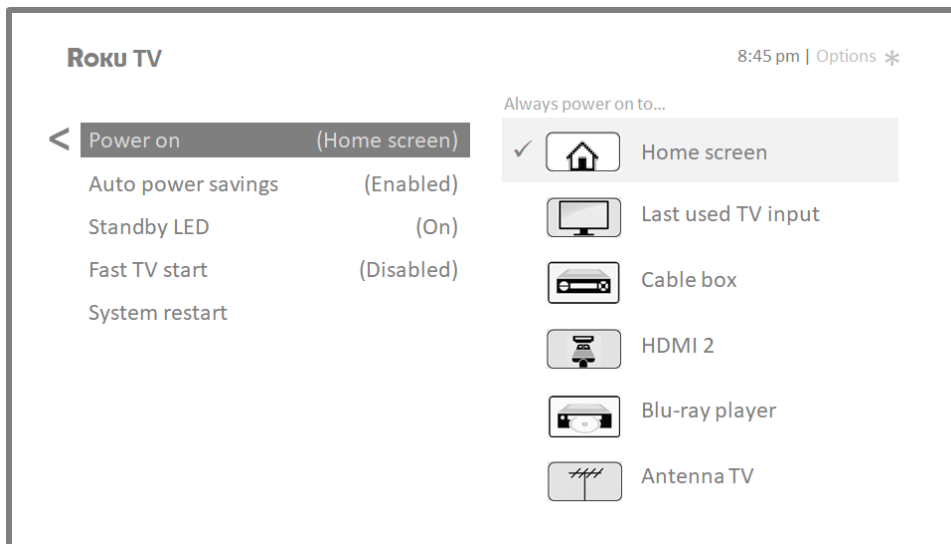 Roku TV
8:45 pm | Options *
Always power on to...
< Power on (Home screen)
Auto power savings (Enabled)
Standby LED (On)
Fast TV start (Disabled)
System restart
✓ Home screen
Last used TV input
Cable box
HDMI 2
Blu-ray player
Antenna TV